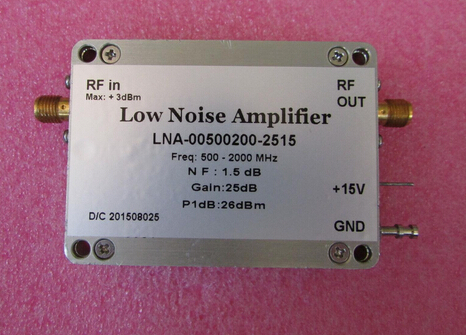 RF in
Max: + 3dBm
RF
OUT
Low Noise Amplifier
LNA-00500200-2515
Freq: 500 - 2000 MHz
N F : 1.5 dB
Gain:25dB
P1dB:26dBm
+15V
GND
D/C 201508025